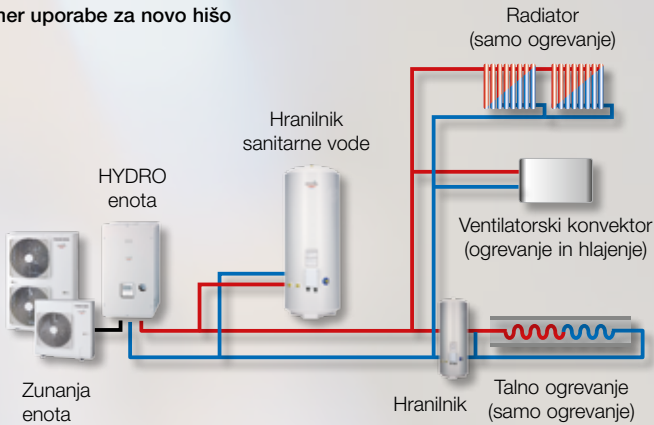 uporabe za novo hišo
Radiator
(samo ogrevanje)
Hranilnik
sanitarne vode
HYDRO
enota
Ventilatorski konvektor
(ogrevanje in hlajenje)
Zunanja
enota
Hranilnik
Talno ogrevanje
(samo ogrevanje)